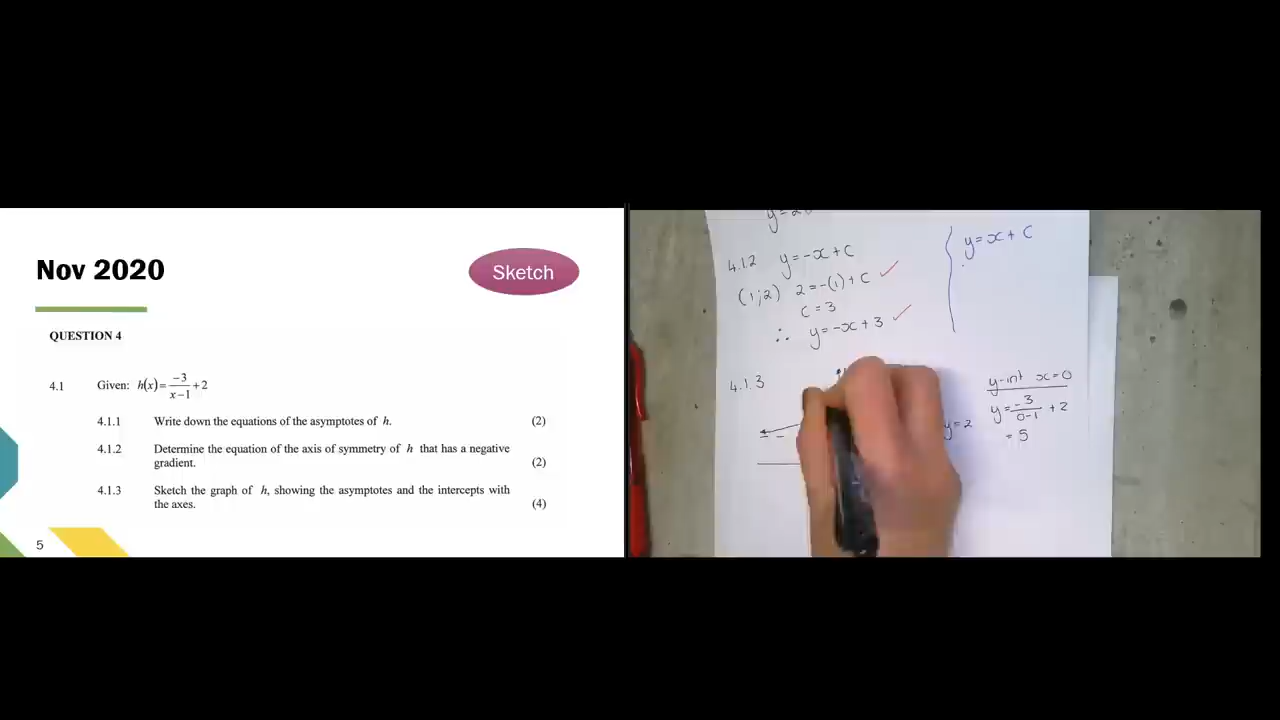 Nov 2020
Sketch
QUESTION 4
4.1 Given: h(x)=\frac{-3}{x-1}+2
4.1.1 Write down the equations of the asymptotes of h. (2)
4.1.2 Determine the equation of the axis of symmetry of h that has a negative
gradient. (2)
4.1.3 Sketch the graph of h, showing the asymptotes and the intercepts with
the axes. (4)
5
4.1.2 y=-x+c
(1;2) 2=-(1)+c
c=3
∴ y=-x+3
y=x+c
4.1.3
y=2
y-int x=0
y=\frac{-3}{0-1}+2
=5